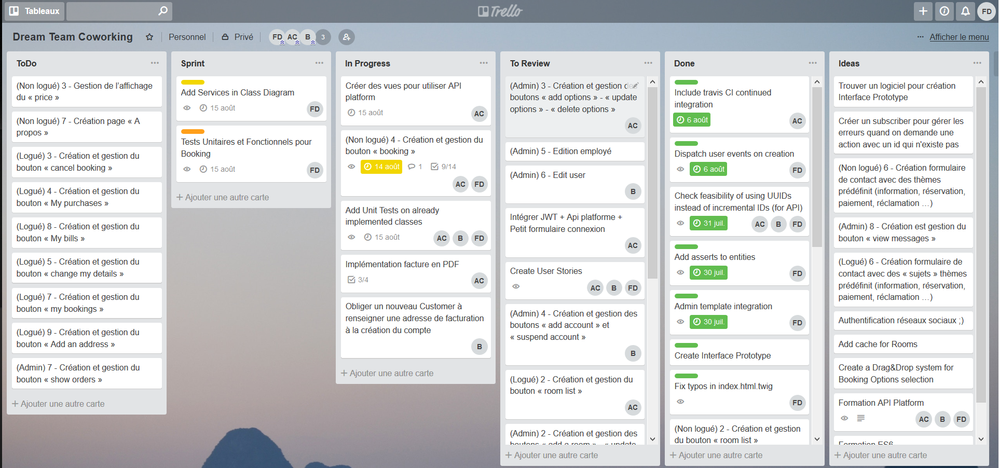 Tableaux
Trello
FD
Dream Team Coworking
Personnel
Privé
FD
AC
B
3
Afficher le menu
ToDo
(Non logué) 3 - Gestion de l’affichage
du « price »
(Non logué) 7 - Création page « A
propos »
(Logué) 3 - Création et gestion du
bouton « cancel booking »
(Logué) 4 - Création et gestion du
bouton « My purchases »
(Logué) 8 - Création et gestion du
bouton « My bills »
(Logué) 5 - Création et gestion du
bouton « change my details »
(Logué) 7 - Création et gestion du
bouton « my bookings »
(Logué) 9 - Création et gestion du
bouton « Add an address »
(Admin) 7 - Création et gestion du
bouton « show orders »
+ Ajouter une autre carte
Sprint
Add Services in Class Diagram
15 août
FD
Tests Unitaires et Fonctionnels pour
Booking
15 août
FD
+ Ajouter une autre carte
In Progress
Créer des vues pour utiliser API
platform
15 août
AC
(Non logué) 4 - Création et gestion du
bouton « booking »
14 août 1 9/14
AC FD
Add Unit Tests on already
implemented classes
15 août
AC B FD
Implémentation facture en PDF
3/4
AC
Obliger un nouveau Customer à
renseigner une adresse de facturation
à la création du compte
B
+ Ajouter une autre carte
To Review
(Admin) 3 - Création et gestion des
boutons « add options » - « update
options » - « delete options »
AC
(Admin) 5 - Edition employé
(Admin) 6 - Edit user
B
Intégrer JWT + Api platforme +
Petit formulaire connexion
AC
Create User Stories
AC B FD
(Admin) 4 - Création et gestion des
boutons « add account » et
« suspend account »
B
(Logué) 2 - Création et gestion du
bouton « room list »
AC
(Admin) 2 - Création et gestion des
boutons « add a room » - « update
+ Ajouter une autre carte
Done
Include travis CI continued
integration
6 août
AC
Dispatch user events on creation
6 août
FD
Check feasibility of using UUIDs
instead of incremental IDs (for API)
31 juil.
AC B FD
Add asserts to entities
30 juil.
FD
Admin template integration
30 juil.
FD
Create Interface Prototype
Fix typos in index.html.twig
FD
(Non logué) 2 - Création et gestion
du bouton « room list »
+ Ajouter une autre carte
Ideas
Trouver un logiciel pour création
Interface Prototype
Créer un subscriber pour gérer les
erreurs quand on demande une
action avec un id qui n'existe pas
(Non logué) 6 - Création formulaire
de contact avec des thèmes
prédéfinit (information, réservation,
paiement, réclamation …)
(Admin) 8 - Création est gestion du
bouton « view messages »
(Logué) 6 - Création formulaire de
contact avec des « sujets » thèmes
prédéfinit (information, réservation,
paiement, réclamation …)
Authentification réseaux sociaux ;)
Add cache for Rooms
Create a Drag&Drop system for
Booking Options selection
Formation API Platform
AC B FD
Formation ES6
+ Ajouter une autre carte